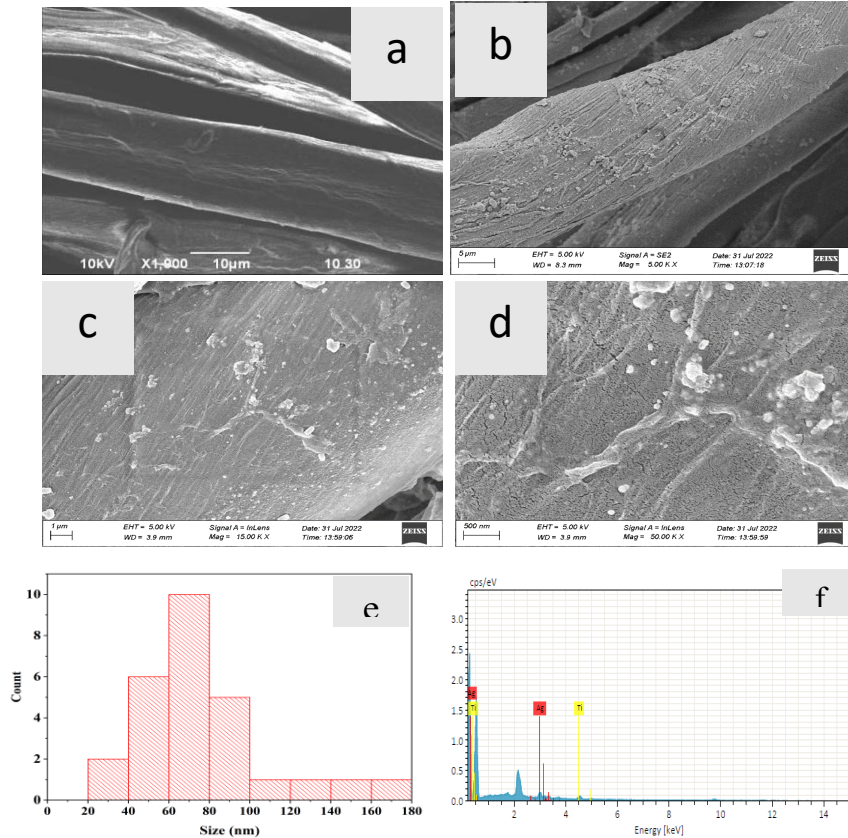 a
10kV X1,000 10μm 10.30
b
5 μm EHT = 5.00 kV Signal A = SE2 Date: 31 Jul 2022
WD = 8.3 mm Mag = 5.00 K X Time: 13:07:18
ZEISS
c
1 μm EHT = 5.00 kV Signal A = InLens Date: 31 Jul 2022
WD = 3.9 mm Mag = 15.00 K X Time: 13:59:06
ZEISS
d
500 nm EHT = 5.00 kV Signal A = InLens Date: 31 Jul 2022
WD = 3.9 mm Mag = 50.00 K X Time: 13:59:59
ZEISS
e
Count
10
8
6
4
2
0
0 20 40 60 80 100 120 140 160 180
Size (nm)
f
cps/eV
3.0
2.5
2.0
1.5
1.0
0.5
0.0
Ag
Ti
Ag
Ti
2 4 6 8 10 12 14
Energy [keV]